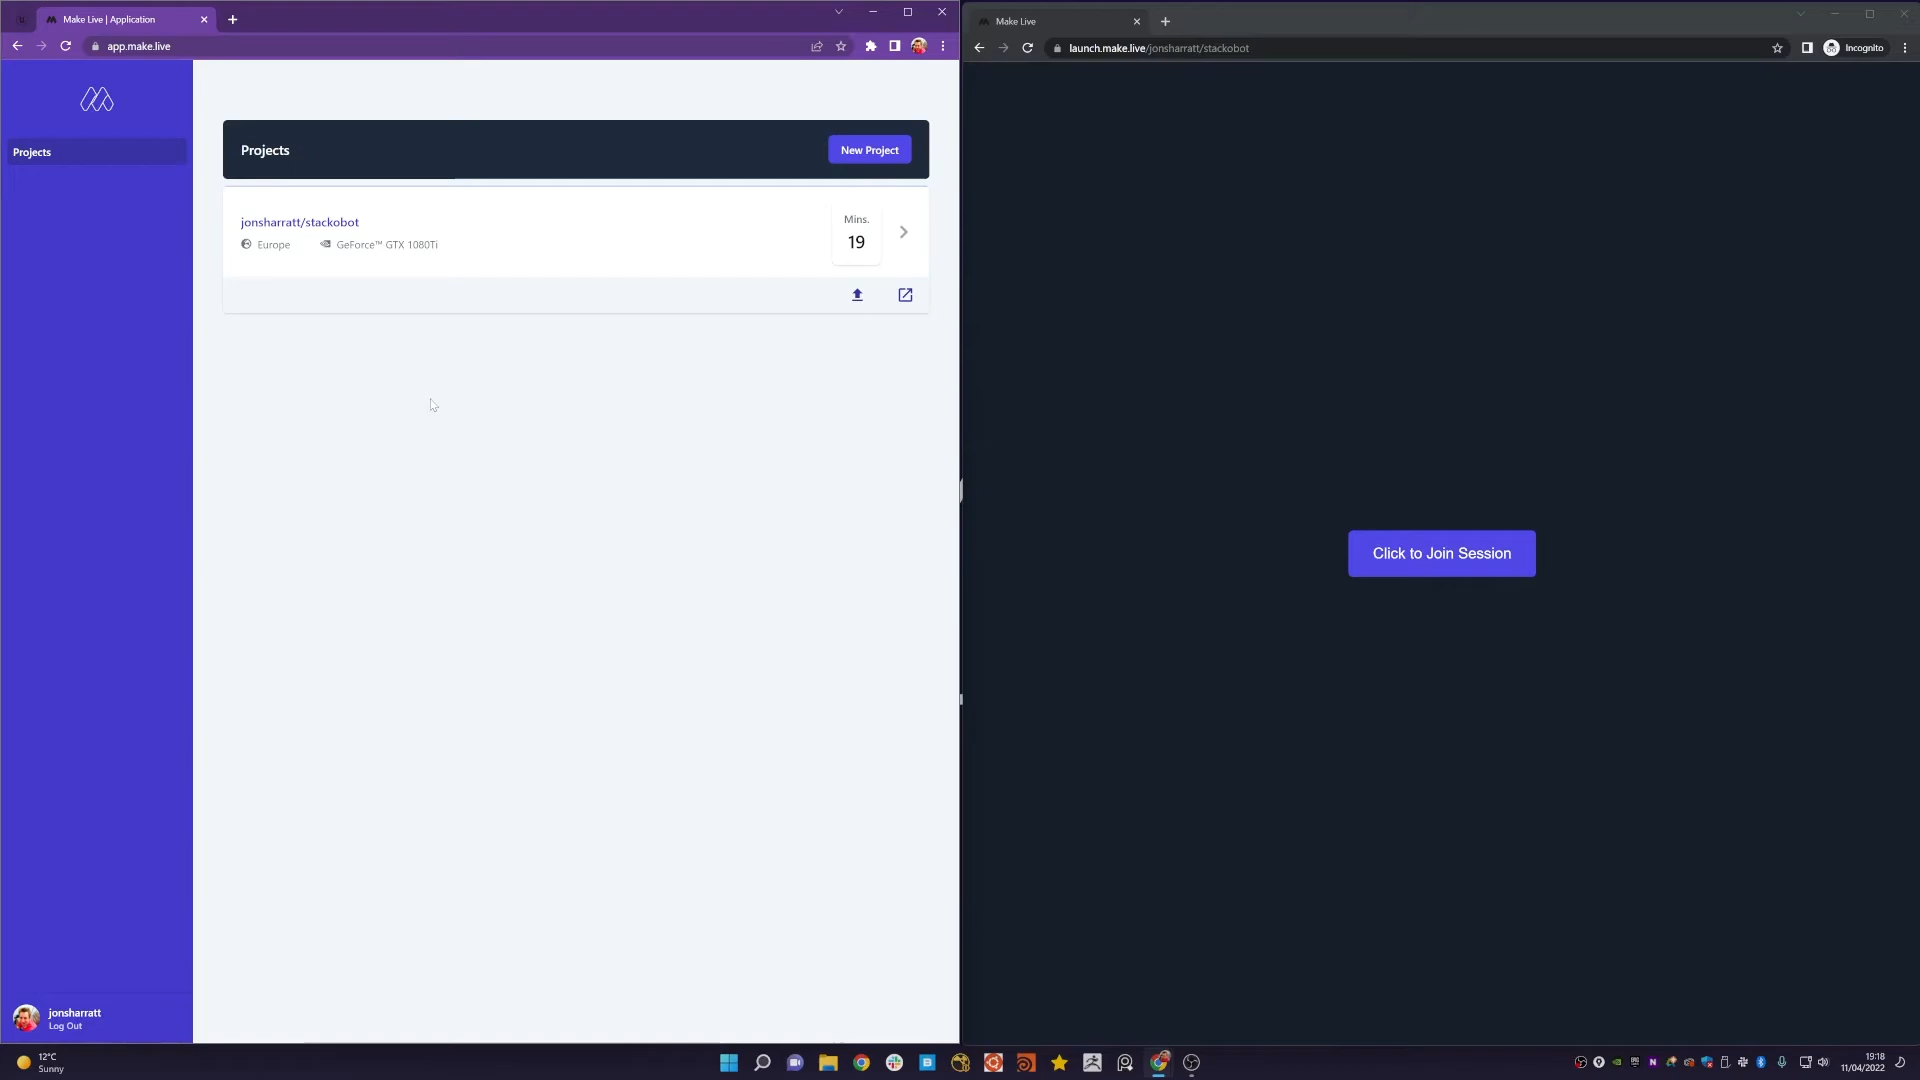 Make Live | Application
app.make.live
Projects
Projects
New Project
jonsharratt/stackobot
Europe
GeForce™ GTX 1080Ti
Mins.
19
jonsharratt
Log Out
Make Live
launch.make.live/jonsharratt/stackobot
Incognito
Click to Join Session
12°C
Sunny
19:18
11/04/2022